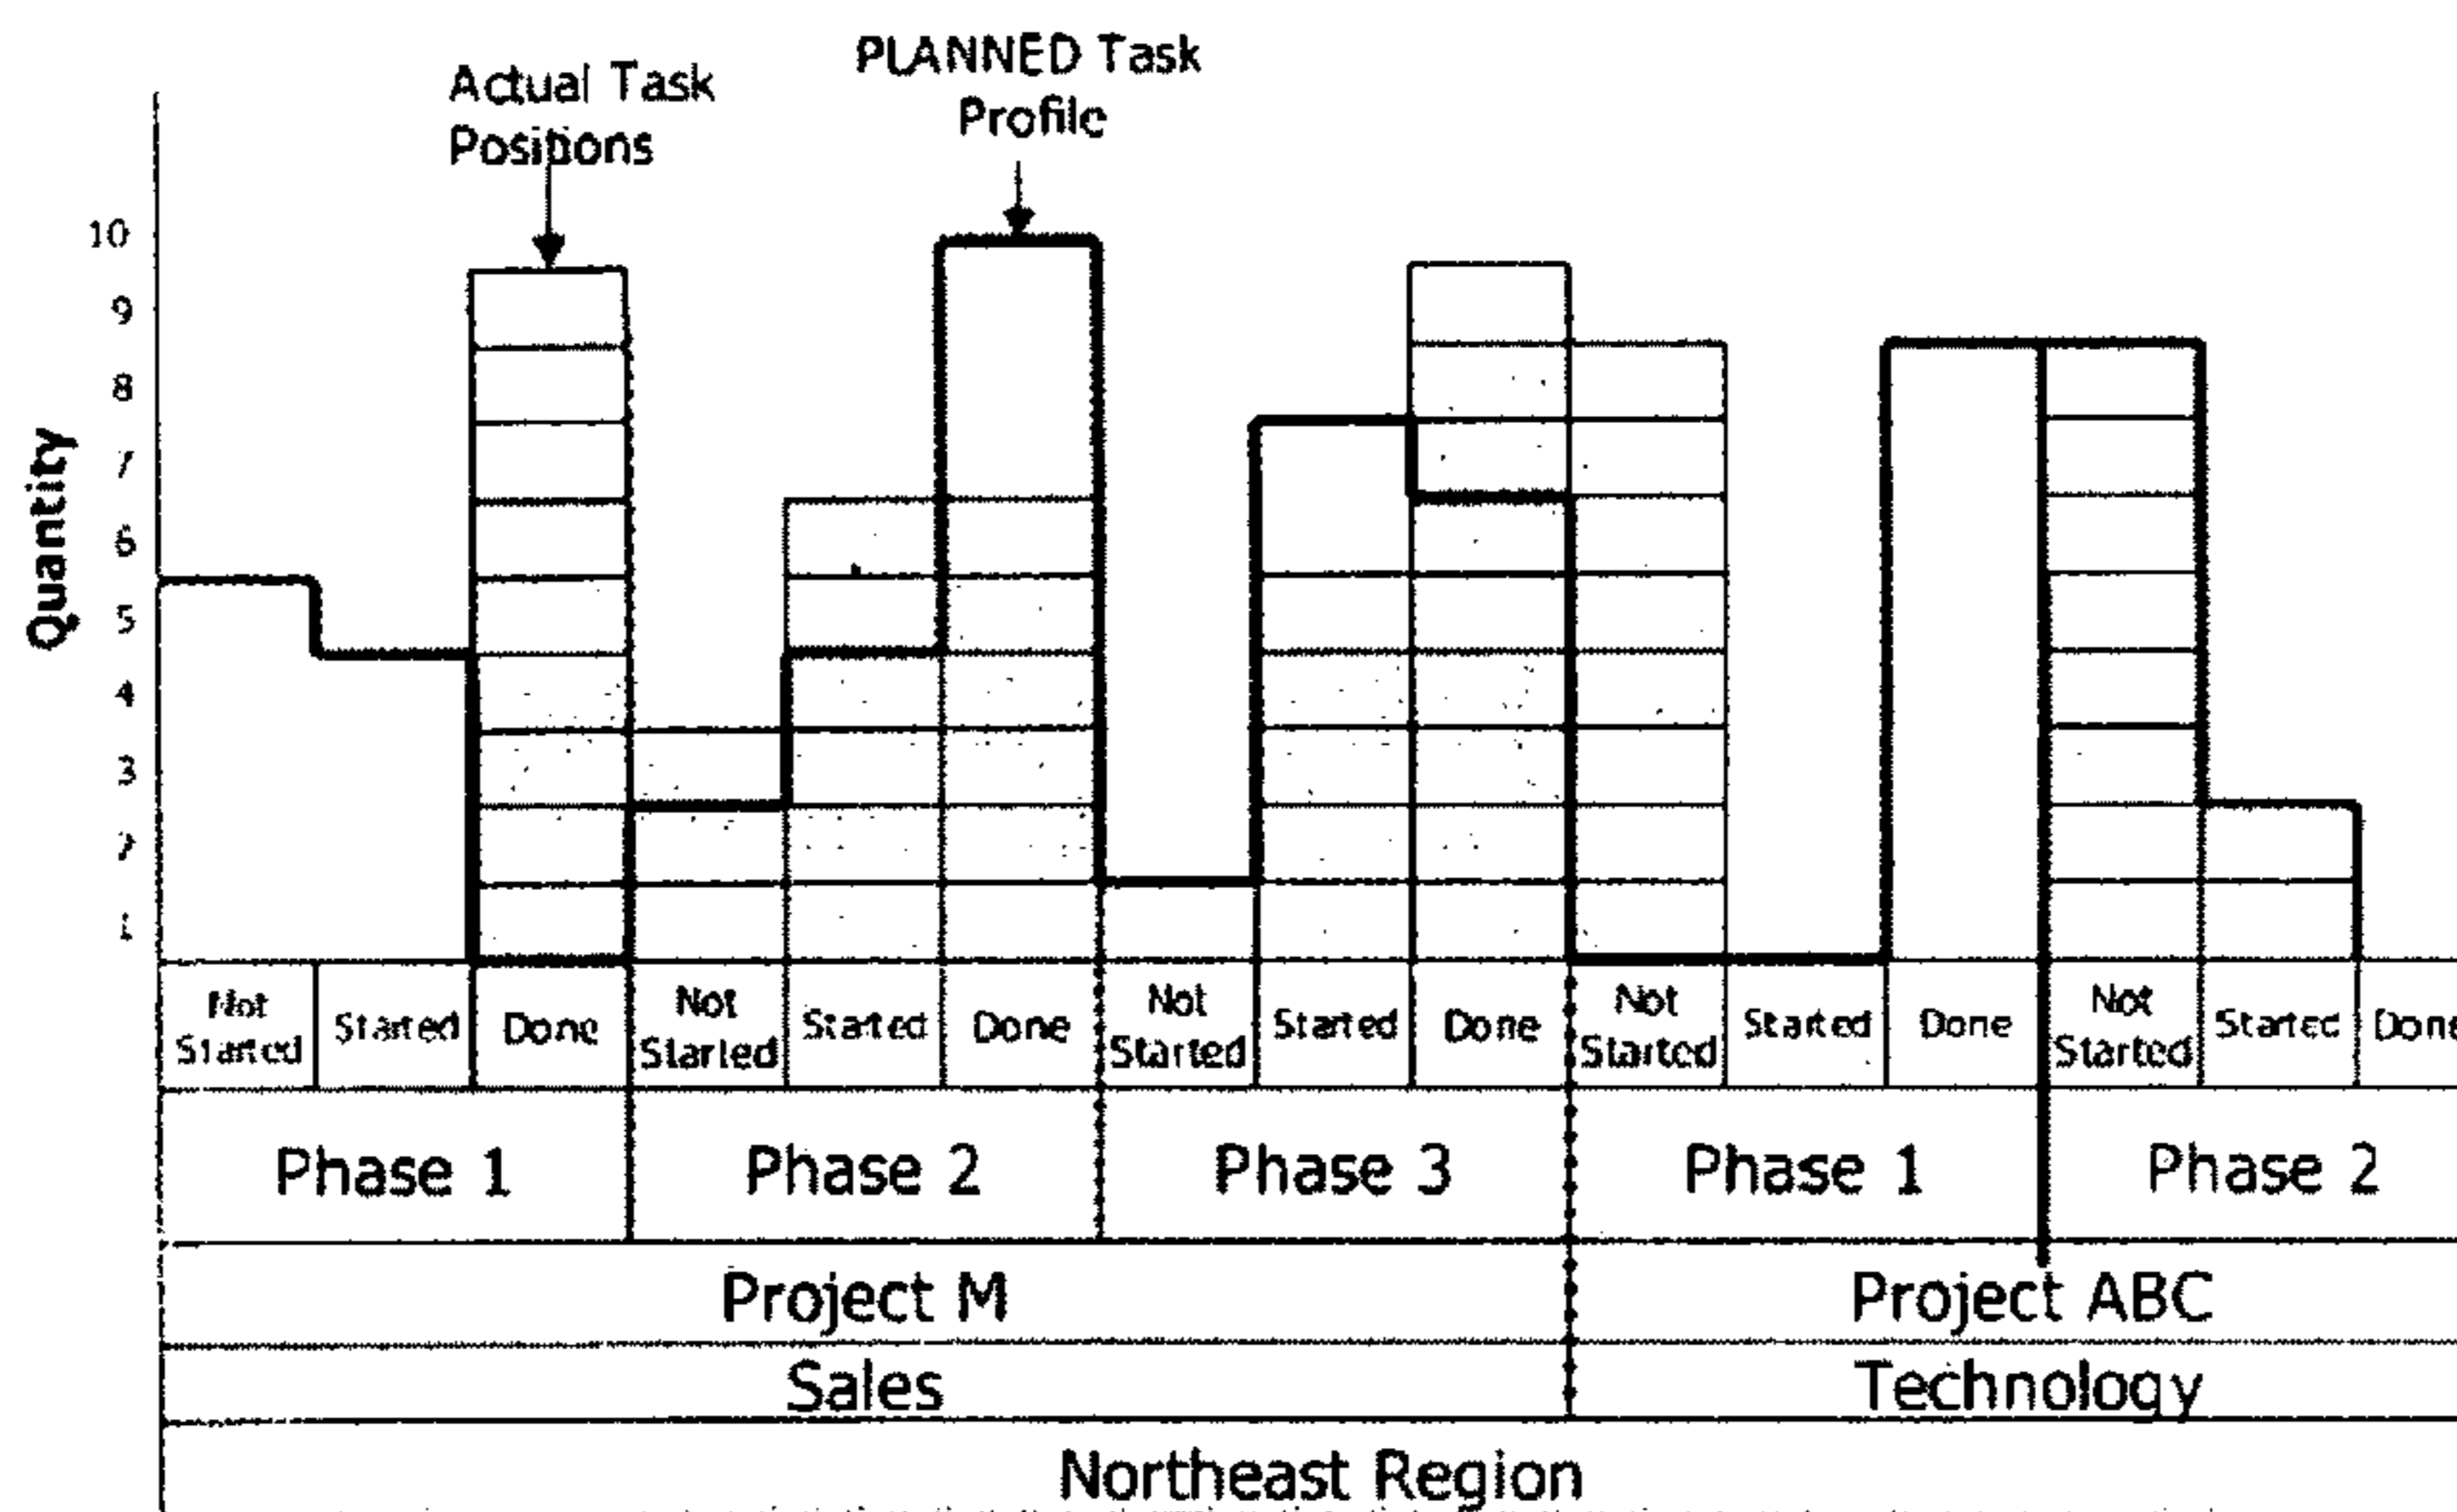 Actual Task
Positions
PLANNED Task
Profile
Quantity
10
9
8
7
6
5
4
3
2
1
Not
Started
Started
Done
Not
Started
Started
Done
Not
Started
Started
Done
Not
Started
Started
Done
Not
Started
Started
Done
Phase 1
Phase 2
Phase 3
Phase 1
Phase 2
Project M
Project ABC
Sales
Technology
Northeast Region